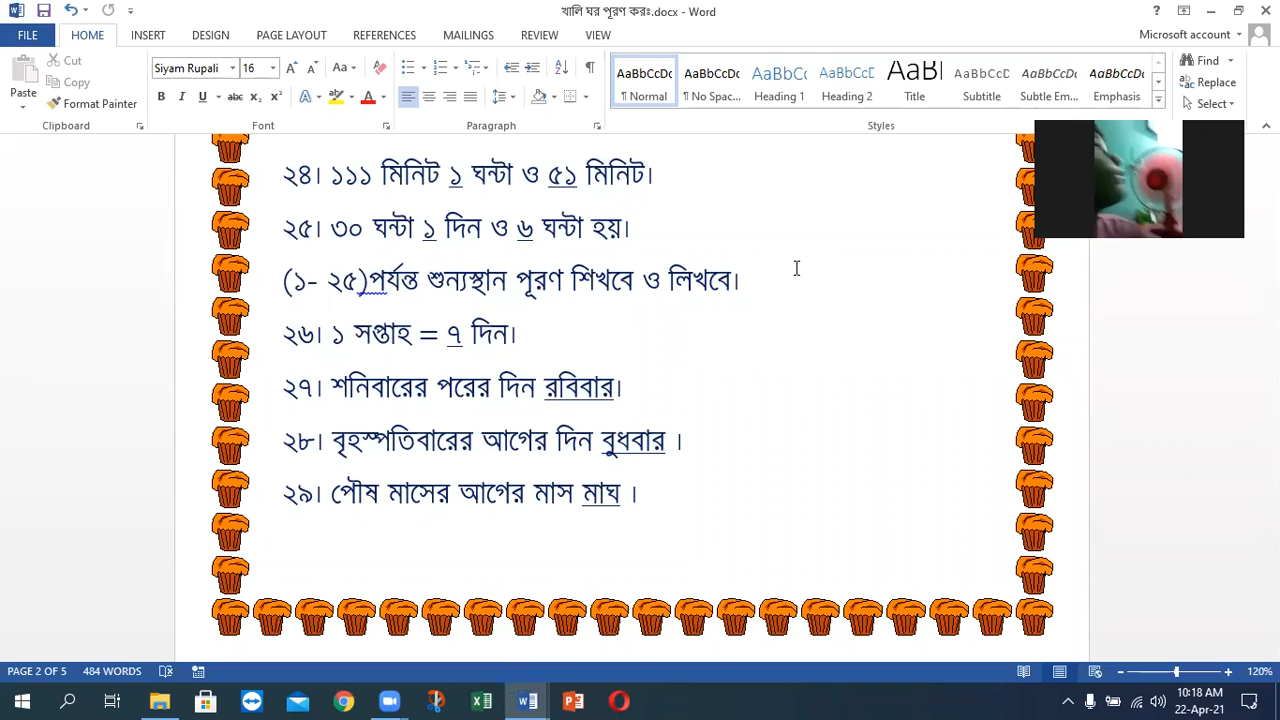 খালি ঘর পূরণ করঃ.docx - Word
FILE HOME INSERT DESIGN PAGE LAYOUT REFERENCES MAILINGS REVIEW VIEW Microsoft account
Cut
Copy
Format Painter
Paste
Siyam Rupali 16
AaBbCcDc AaBbCcDc AaBbCc AaBbCcD AaBl AaBbCcD AaBbCcDc AaBbCcDc
¶ Normal ¶ No Spac... Heading 1 Heading 2 Title Subtitle Subtle Em... Emphasis
Find
Replace
Select
Clipboard Font Paragraph Styles
২৪। ১১১ মিনিট ১ ঘন্টা ও ৫১ মিনিট।
২৫। ৩০ ঘন্টা ১ দিন ও ৬ ঘন্টা হয়।
(১- ২৫)পর্যন্ত শুন্যস্থান পূরণ শিখবে ও লিখবে।
২৬। ১ সপ্তাহ = ৭ দিন।
২৭। শনিবারের পরের দিন রবিবার।
২৮। বৃহস্পতিবারের আগের দিন বুধবার ।
২৯। পৌষ মাসের আগের মাস মাঘ ।
PAGE 2 OF 5 484 WORDS 120%
10:18 AM
22-Apr-21